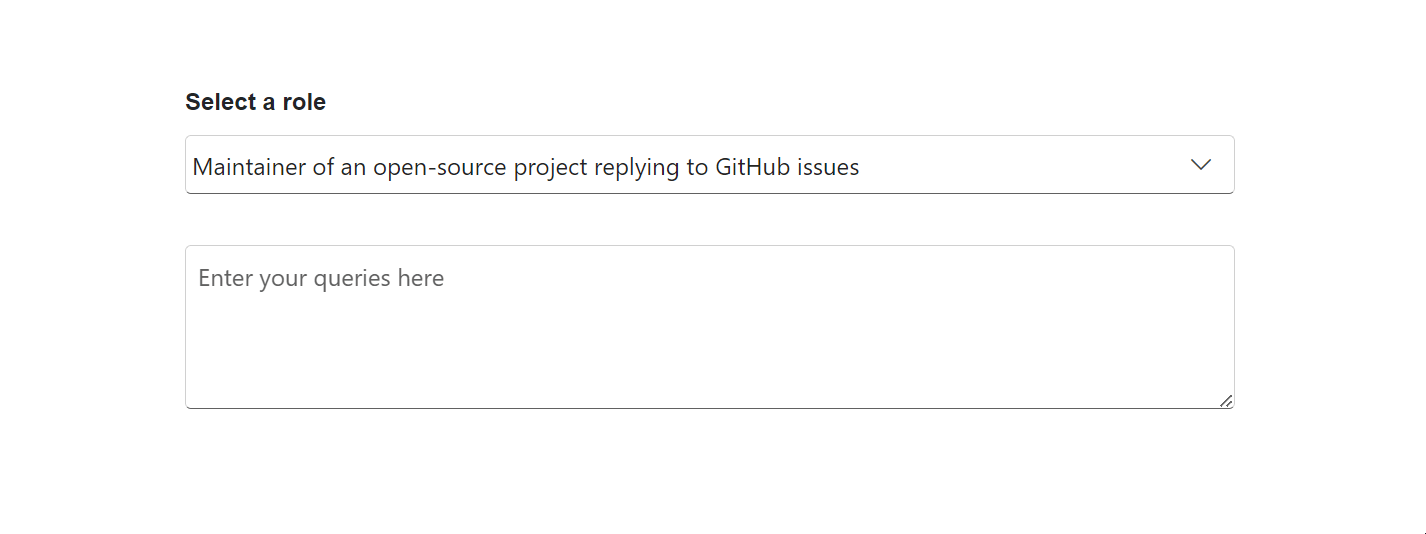 Select a role
Maintainer of an open-source project replying to GitHub issues
Enter your queries here